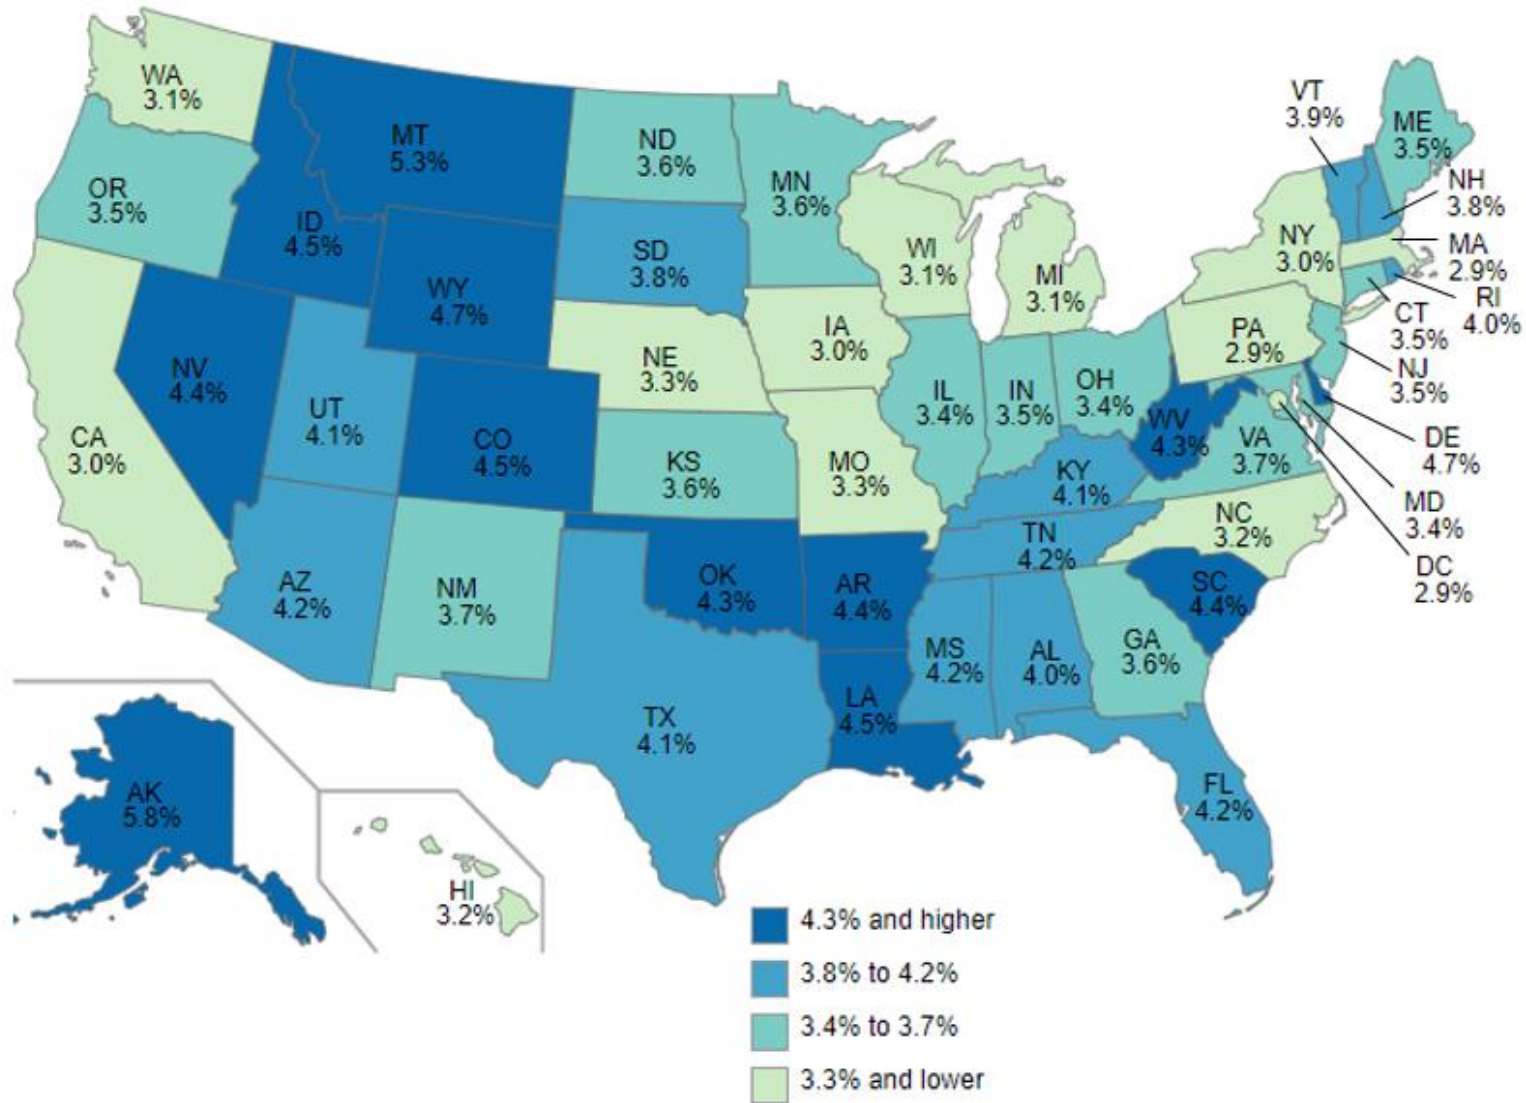 WA
3.1%
MT
5.3%
ND
3.6%
MN
3.6%
VT
3.9%
ME
3.5%
NH
3.8%
OR
3.5%
ID
4.5%
WY
4.7%
SD
3.8%
WI
3.1%
MI
3.1%
NY
3.0%
MA
2.9%
RI
4.0%
CT
3.5%
NJ
3.5%
NV
4.4%
UT
4.1%
CO
4.5%
NE
3.3%
IA
3.0%
IL
3.4%
IN
3.5%
OH
3.4%
PA
2.9%
WV
4.3%
VA
3.7%
DE
4.7%
MD
3.4%
DC
2.9%
CA
3.0%
KS
3.6%
MO
3.3%
KY
4.1%
TN
4.2%
NC
3.2%
SC
4.4%
AZ
4.2%
NM
3.7%
OK
4.3%
AR
4.4%
MS
4.2%
AL
4.0%
GA
3.6%
TX
4.1%
LA
4.5%
FL
4.2%
AK
5.8%
HI
3.2%
4.3% and higher
3.8% to 4.2%
3.4% to 3.7%
3.3% and lower